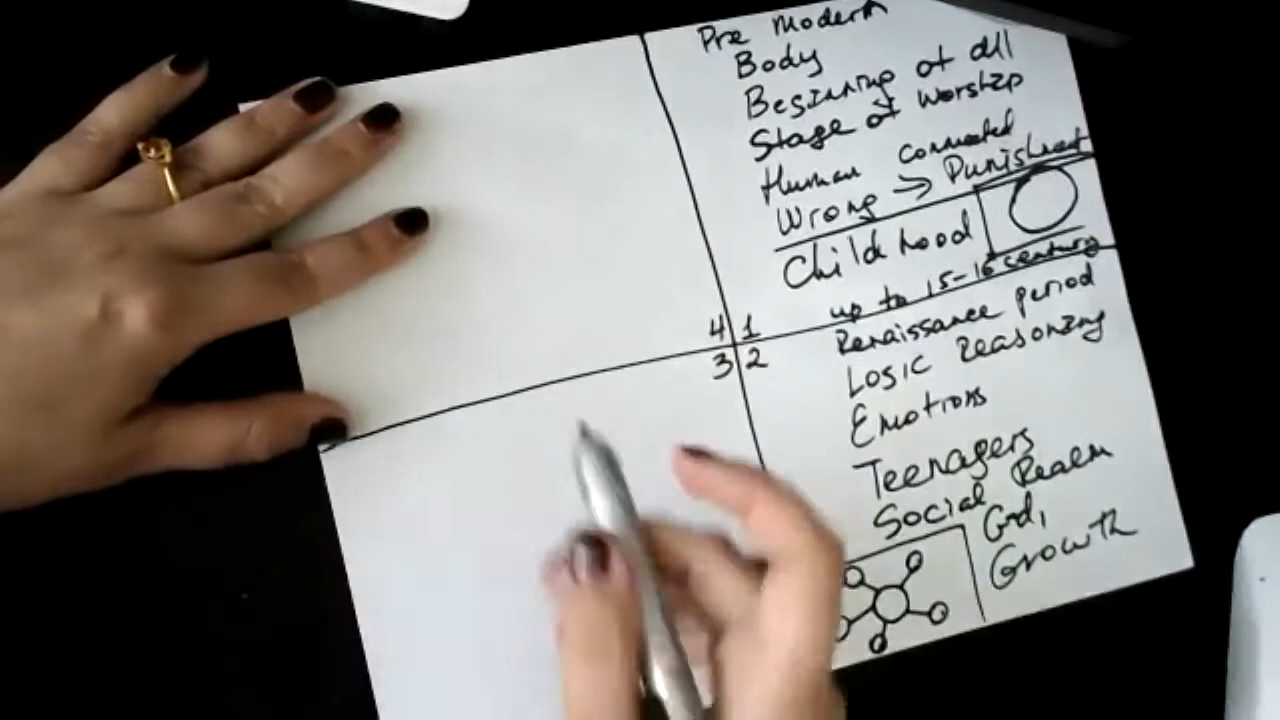 Pre Modern
Body
Beginning of all
Stage of worship
Human connected
Wrong → Punishment
Childhood
up to 15-16 century
4 1
3 2
Renaissance period
Logic Reasoning
Emotions
Teenagers
Social Realm
God,
Growth